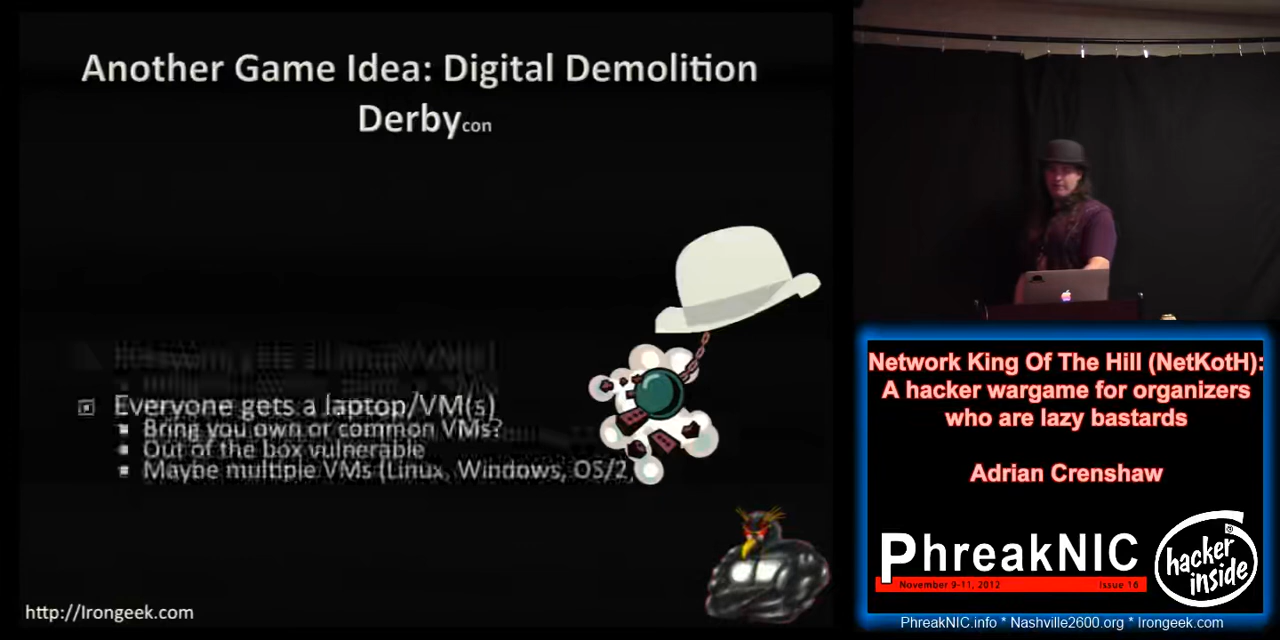 Another Game Idea: Digital Demolition
Derbycon
Everyone gets a laptop/VM(s)
Bring you own or common VMs?
Out of the box vulnerable
Maybe multiple VMs (Linux, Windows, OS/2,
http://Irongeek.com
Network King Of The Hill (NetKotH):
A hacker wargame for organizers
who are lazy bastards
Adrian Crenshaw
PhreakNIC
November 9-11, 2012 Issue 16
hacker
inside
PhreakNIC.info * Nashville2600.org * Irongeek.com